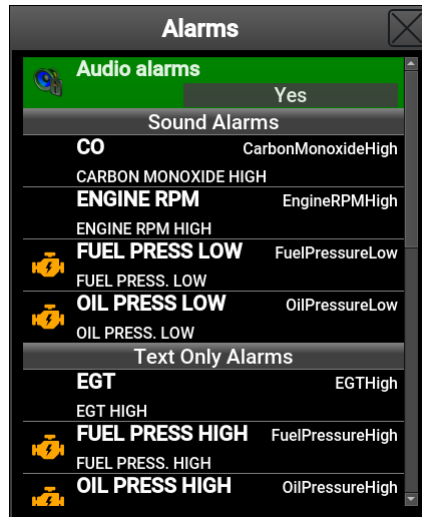 Alarms
Audio alarms
Yes
Sound Alarms
CO CarbonMonoxideHigh
CARBON MONOXIDE HIGH
ENGINE RPM EngineRPMHigh
ENGINE RPM HIGH
FUEL PRESS LOW FuelPressureLow
FUEL PRESS. LOW
OIL PRESS LOW OilPressureLow
OIL PRESS. LOW
Text Only Alarms
EGT EGTHigh
EGT HIGH
FUEL PRESS HIGH FuelPressureHigh
FUEL PRESS. HIGH
OIL PRESS HIGH OilPressureHigh